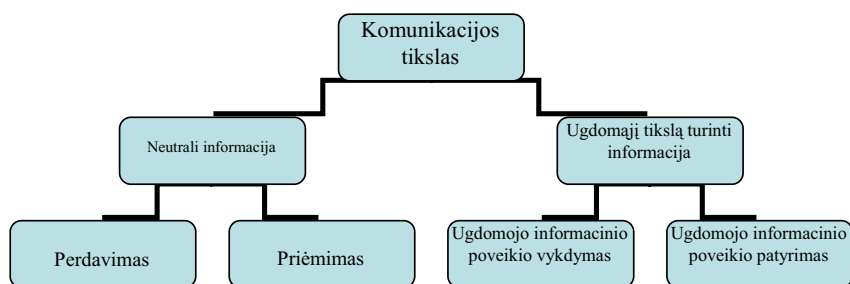 Komunikacijos
tikslas
Neutrali informacija
Ugdomąjį tikslą turinti
informacija
Perdavimas
Priėmimas
Ugdomojo informacinio
poveikio vykdymas
Ugdomojo informacinio
poveikio patyrimas